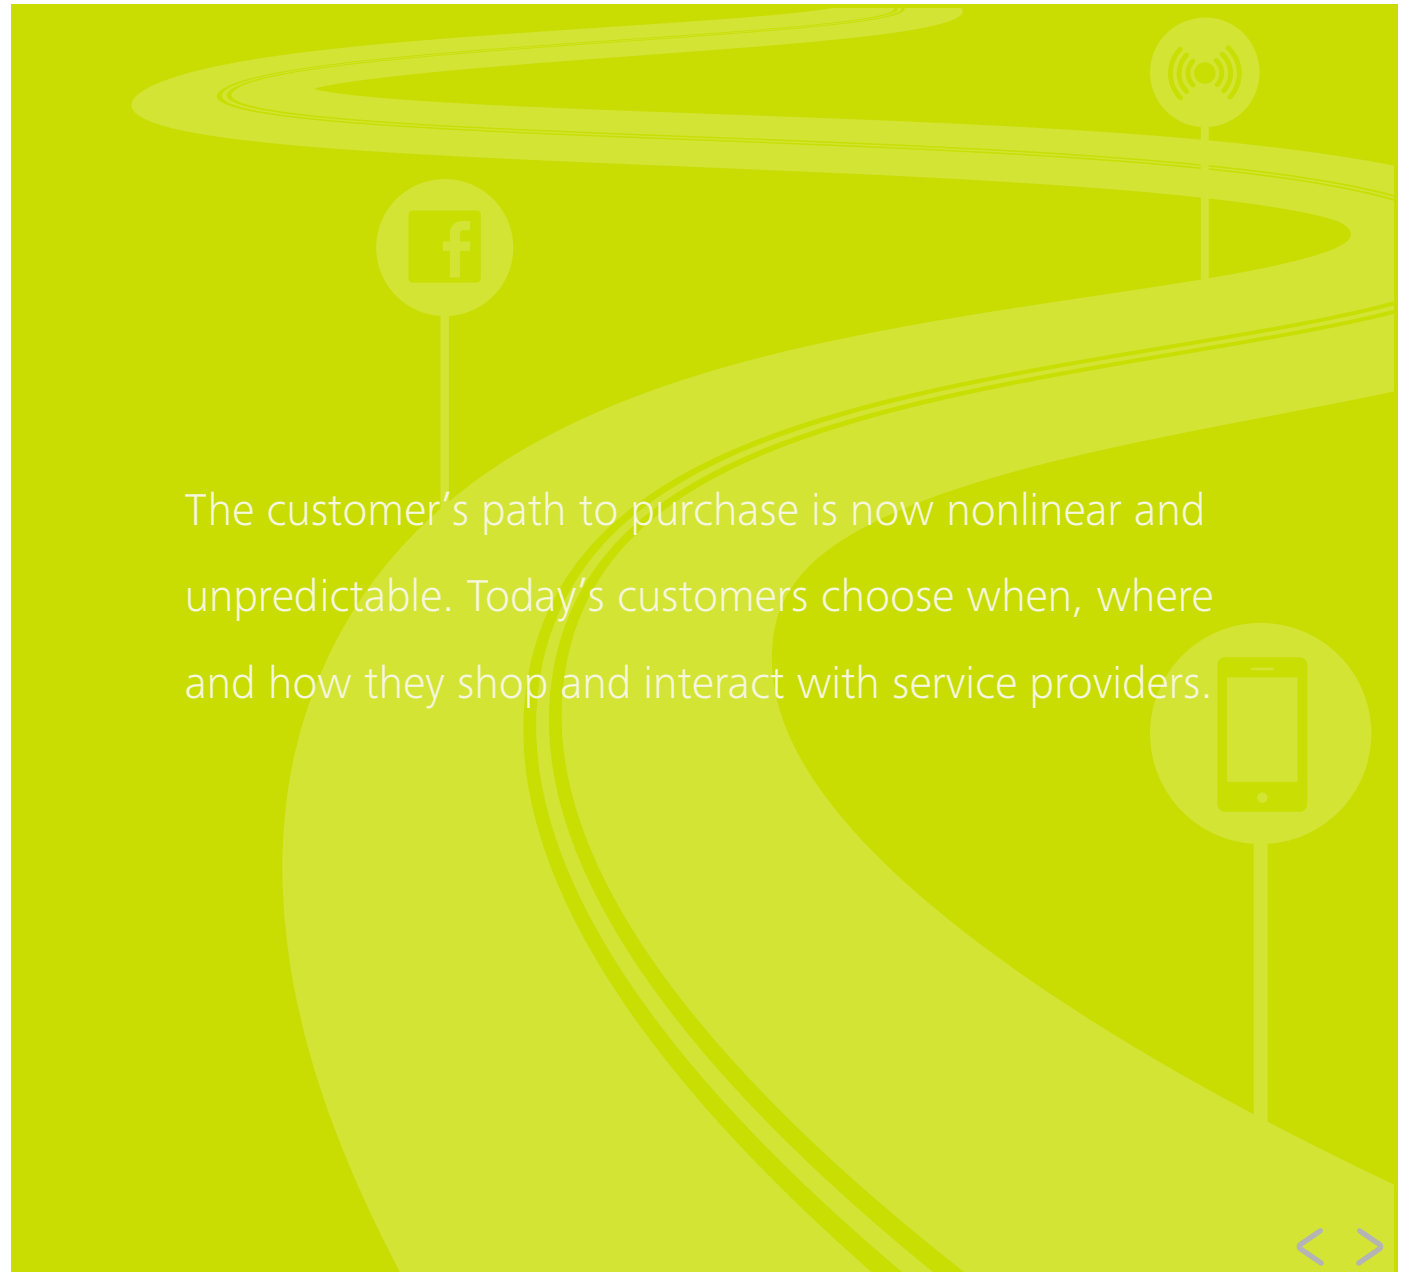 The customer’s path to purchase is now nonlinear and
unpredictable. Today’s customers choose when, where
and how they shop and interact with service providers.